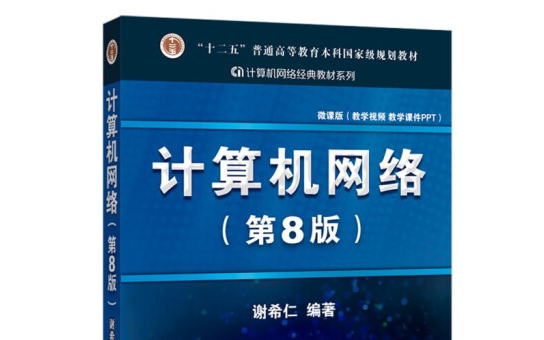 "十二五"普通高等教育本科国家级规划教材
计算机网络经典教材系列
微课版（教学视频 教学课件PPT）
计算机网络
（第8版）
谢希仁 编著
计算机网络（第8版） 谢希